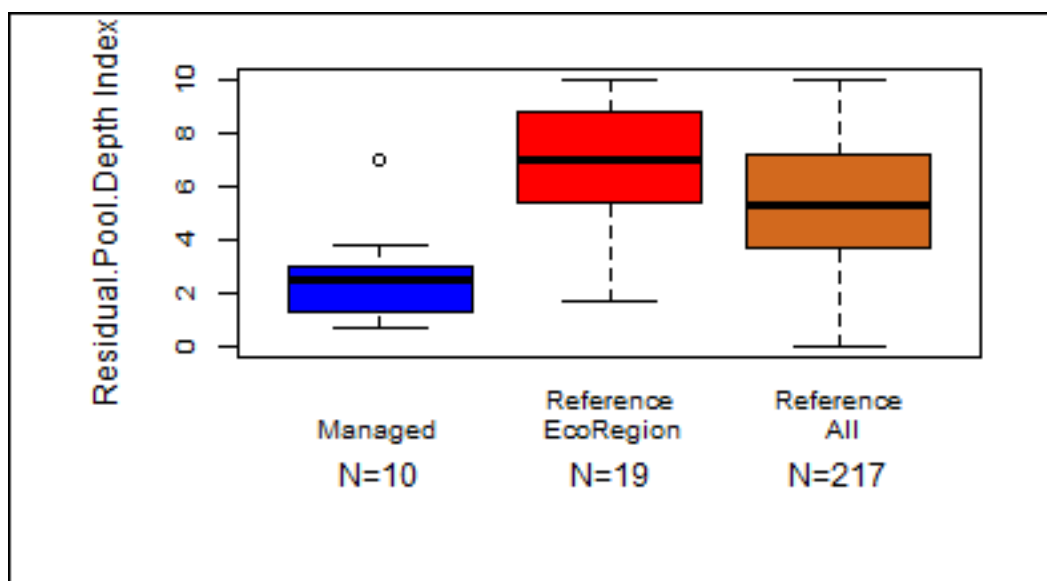 Residual.Pool.Depth Index
10
8
6
4
2
0
Managed
Reference
EcoRegion
Reference
All
N=10
N=19
N=217